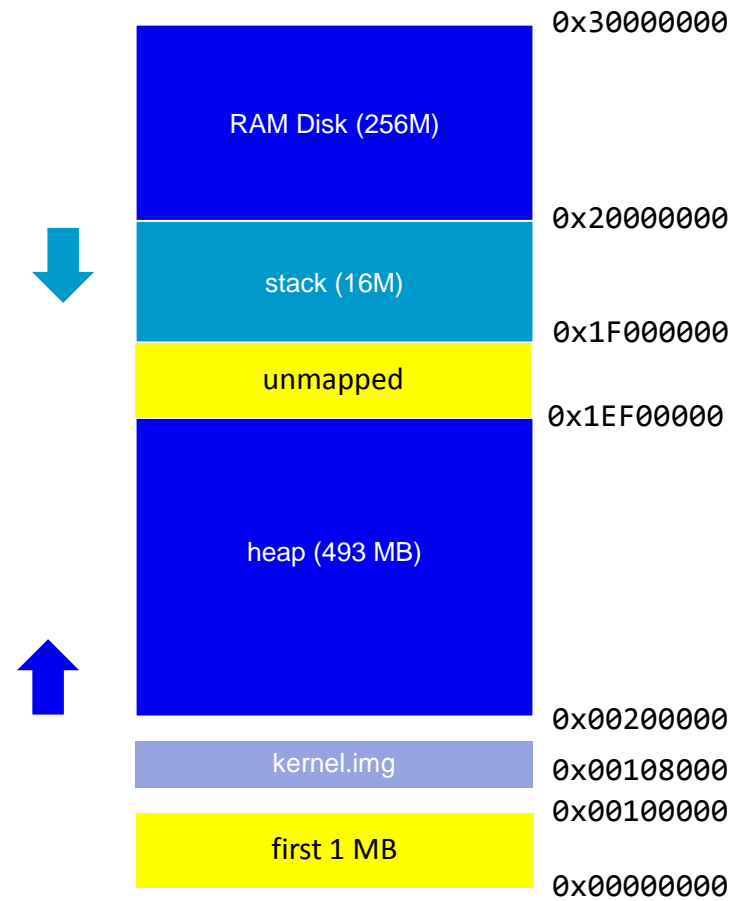 0x30000000
RAM Disk (256M)
0x20000000
stack (16M)
0x1F000000
unmapped
0x1EF00000
heap (493 MB)
0x00200000
kernel.img
0x00108000
0x00100000
first 1 MB
0x00000000